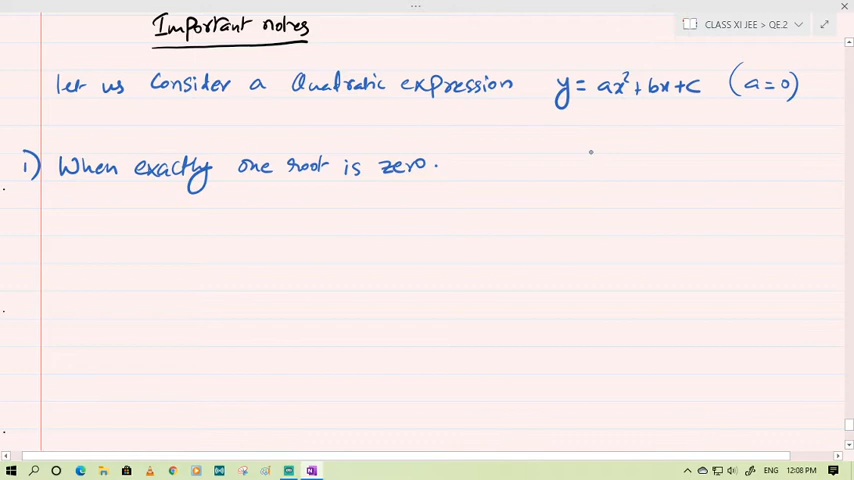 CLASS XI JEE > QE.2
Important notes
let us Consider a Quadratic expression y = ax² + bx + c (a = 0)
1) When exactly one root is zero.
ENG 12:08 PM